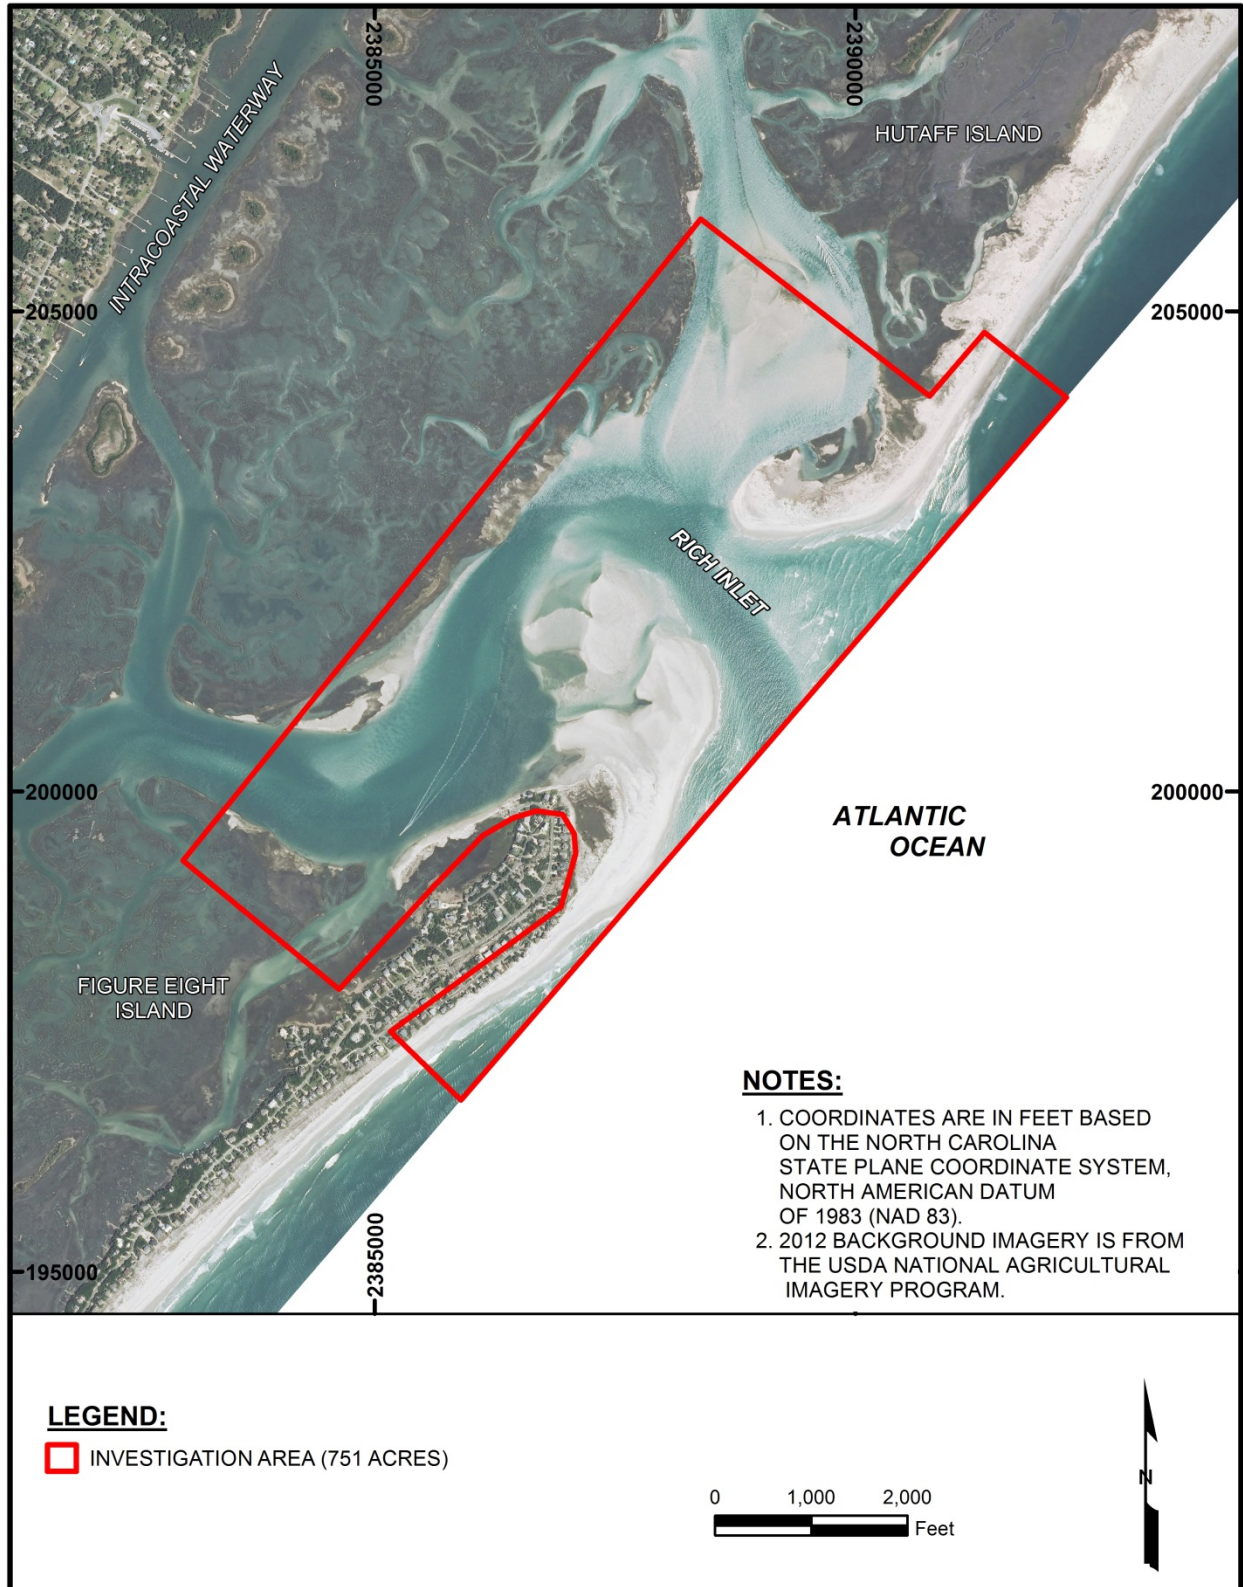 2385000
2390000
HUTAFF ISLAND
INTRACOASTAL WATERWAY
205000
205000
RICH INLET
200000
200000
ATLANTIC
OCEAN
FIGURE EIGHT
ISLAND
NOTES:
1. COORDINATES ARE IN FEET BASED
ON THE NORTH CAROLINA
STATE PLANE COORDINATE SYSTEM,
NORTH AMERICAN DATUM
OF 1983 (NAD 83).
2. 2012 BACKGROUND IMAGERY IS FROM
THE USDA NATIONAL AGRICULTURAL
IMAGERY PROGRAM.
195000
2385000
LEGEND:
INVESTIGATION AREA (751 ACRES)
0 1,000 2,000
Feet
N